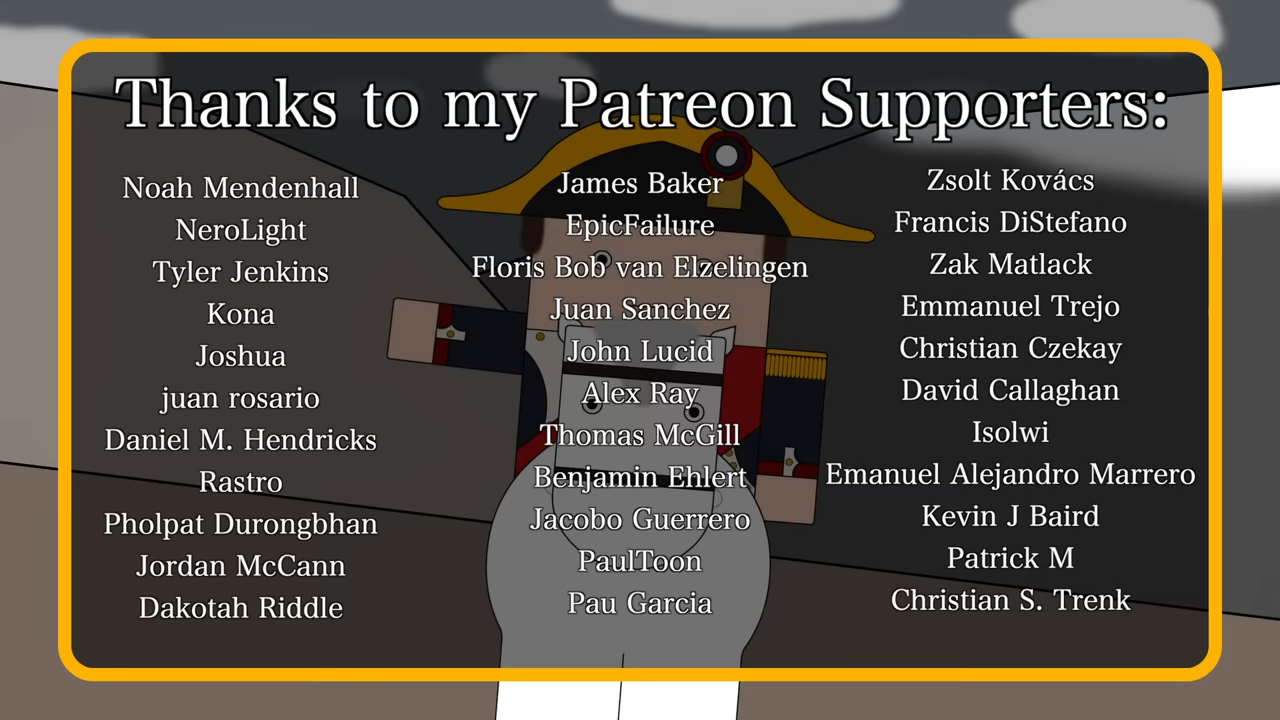 Thanks to my Patreon Supporters:
Noah Mendenhall
NeroLight
Tyler Jenkins
Kona
Joshua
juan rosario
Daniel M. Hendricks
Rastro
Pholpat Durongbhan
Jordan McCann
Dakotah Riddle
James Baker
EpicFailure
Floris Bob van Elzelingen
Juan Sanchez
John Lucid
Alex Ray
Thomas McGill
Benjamin Ehlert
Jacobo Guerrero
PaulToon
Pau Garcia
Zsolt Kovács
Francis DiStefano
Zak Matlack
Emmanuel Trejo
Christian Czekay
David Callaghan
Isolwi
Emanuel Alejandro Marrero
Kevin J Baird
Patrick M
Christian S. Trenk